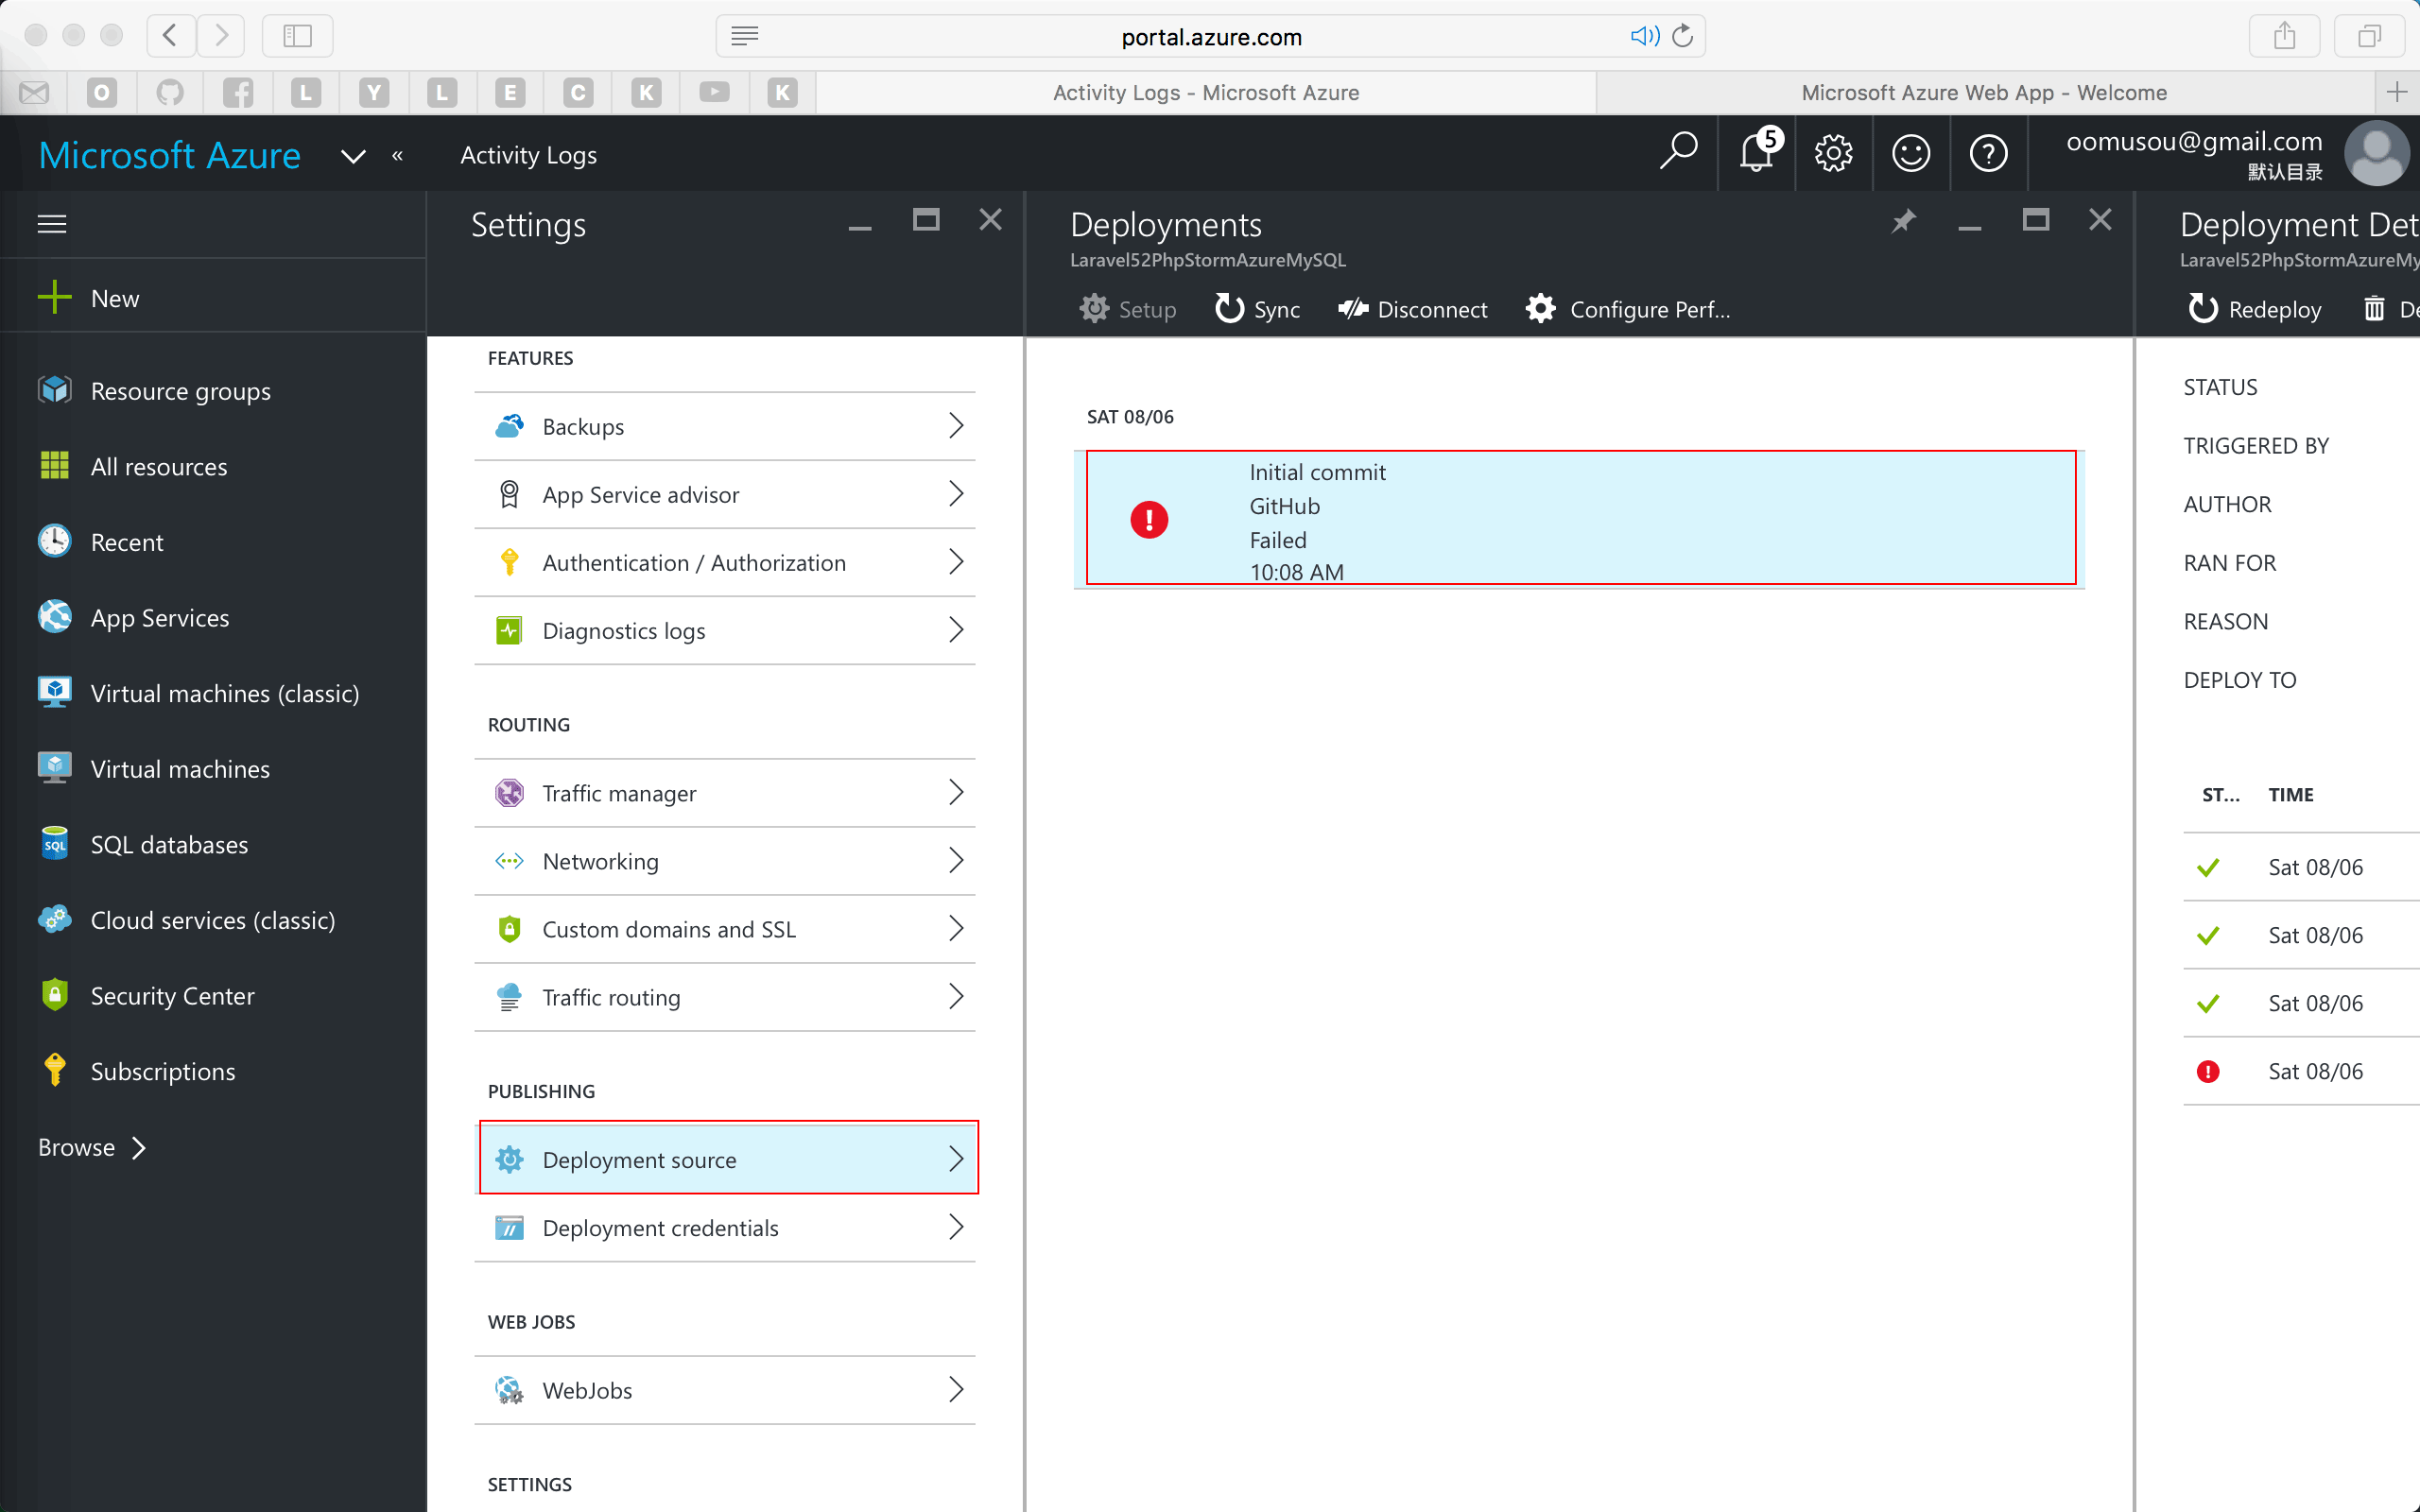 portal.azure.com
O L Y L E C K K
Activity Logs - Microsoft Azure
Microsoft Azure Web App - Welcome
Microsoft Azure
«
Activity Logs
5
oomusou@gmail.com
默认目录
New
Resource groups
All resources
Recent
App Services
Virtual machines (classic)
Virtual machines
SQL databases
Cloud services (classic)
Security Center
Subscriptions
Browse
Settings
FEATURES
Backups
App Service advisor
Authentication / Authorization
Diagnostics logs
ROUTING
Traffic manager
Networking
Custom domains and SSL
Traffic routing
PUBLISHING
Deployment source
Deployment credentials
WEB JOBS
WebJobs
SETTINGS
Deployments
Laravel52PhpStormAzureMySQL
Setup
Sync
Disconnect
Configure Perf...
SAT 08/06
Initial commit
GitHub
Failed
10:08 AM
Deployment Det
Laravel52PhpStormAzureMy
Redeploy
De
STATUS
TRIGGERED BY
AUTHOR
RAN FOR
REASON
DEPLOY TO
ST... TIME
Sat 08/06
Sat 08/06
Sat 08/06
Sat 08/06